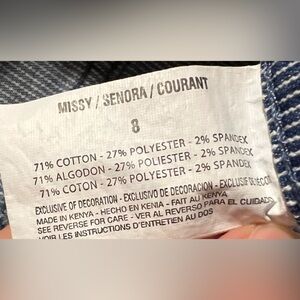 MISSY / SENORA / COURANT
8
71% COTTON - 27% POLYESTER - 2% SPANDEX
71% ALGODON - 27% POLIESTER - 2% SPANDEX
71% COTON - 27% POLYESTER - 2% SPANDEX
EXCLUSIVE OF DECORATION - EXCLUSIVO DE DECORACION - EXCLUSIF DE
MADE IN KENYA - HECHO EN KENIA - FAIT AU KENYA
SEE REVERSE FOR CARE - VER AL REVERSO PARA EL CUIDADO
VOIR LES INSTRUCTIONS D'ENTRETIEN AU DOS